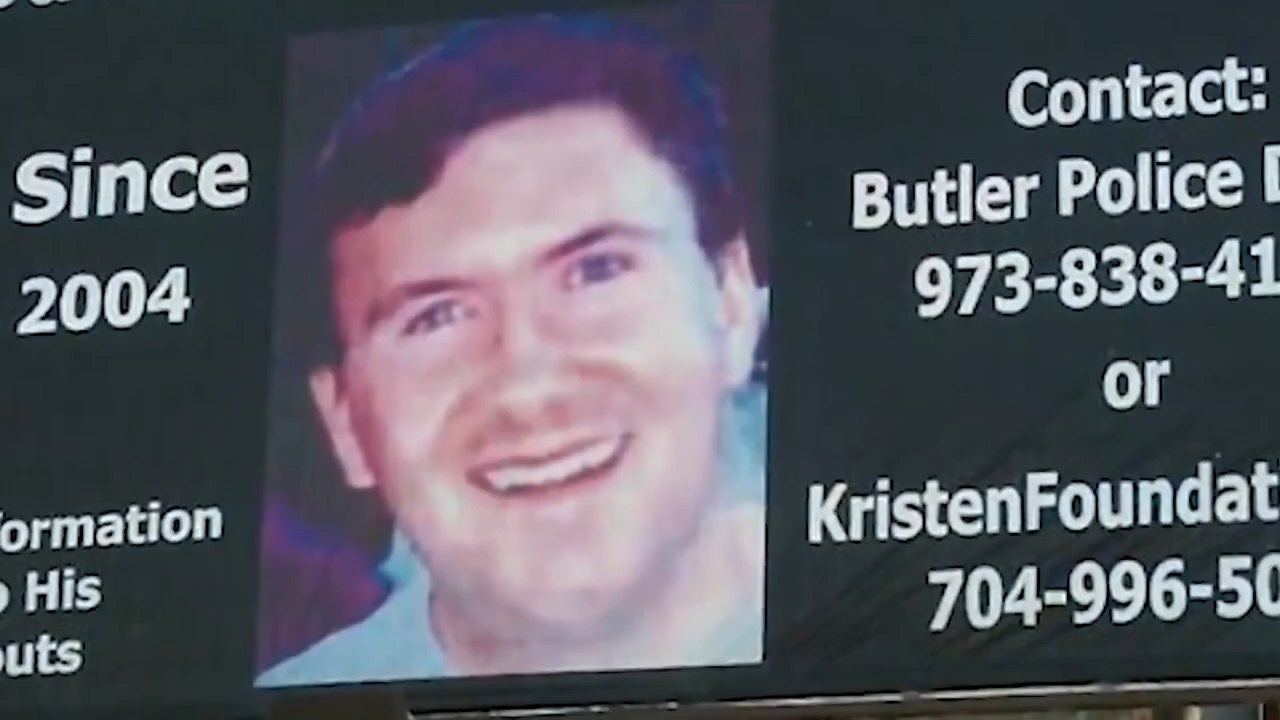 Since
2004
formation
His
outs
Contact:
Butler Police
973-838-41
or
KristenFoundat
704-996-50